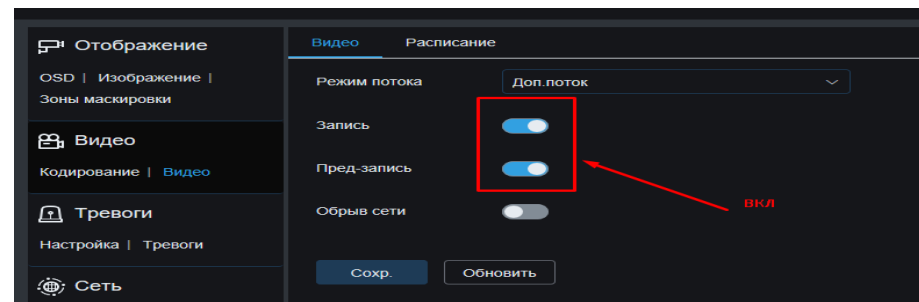 Отображение
OSD | Изображение |
Зоны маскировки
Видео
Кодирование | Видео
Тревоги
Настройка | Тревоги
Сеть
Видео Расписание
Режим потока Доп.поток
Запись
Пред-запись
вкл
Обрыв сети
Сохр. Обновить